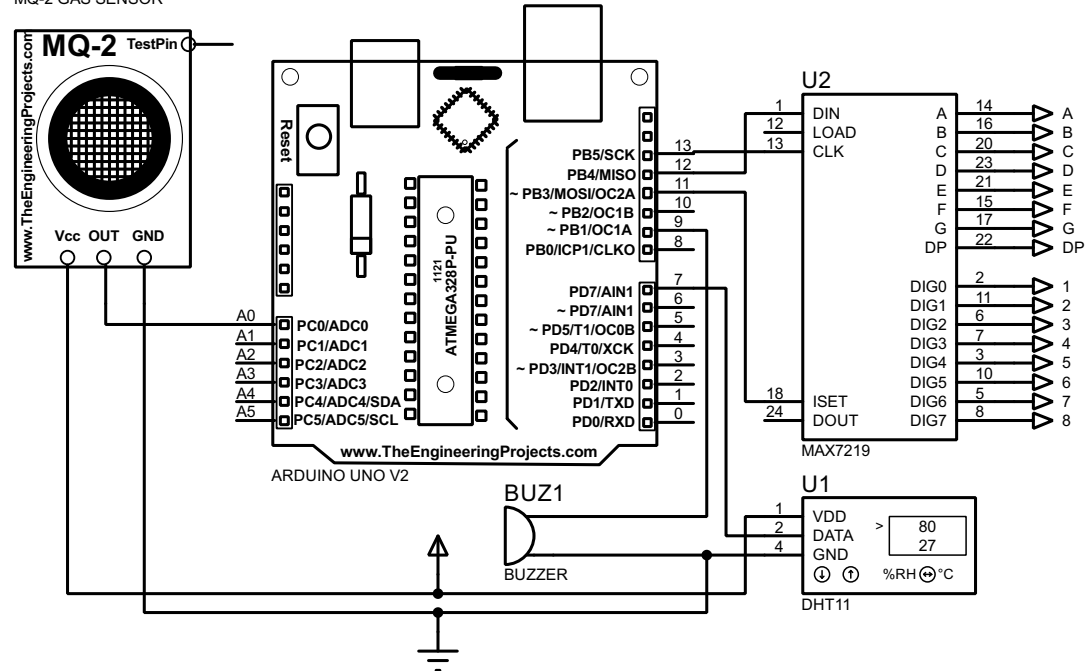 MQ-2 GAS SENSOR
MQ-2
TestPin
www.TheEngineeringProjects.com
Vcc OUT GND
Reset
1121
ATMEGA328P-PU
A0 PC0/ADC0
A1 PC1/ADC1
A2 PC2/ADC2
A3 PC3/ADC3
A4 PC4/ADC4/SDA
A5 PC5/ADC5/SCL
PB5/SCK 13
PB4/MISO 12
~ PB3/MOSI/OC2A 11
~ PB2/OC1B 10
~ PB1/OC1A 9
PB0/ICP1/CLKO 8
PD7/AIN1 7
~ PD7/AIN1 6
~ PD5/T1/OC0B 5
PD4/T0/XCK 4
~ PD3/INT1/OC2B 3
PD2/INT0 2
PD1/TXD 1
PD0/RXD 0
www.TheEngineeringProjects.com
ARDUINO UNO V2
U2
1 DIN
12 LOAD
13 CLK
18 ISET
24 DOUT
A 14 A
B 16 B
C 20 C
D 23 D
E 21 E
F 15 F
G 17 G
DP 22 DP
DIG0 2 1
DIG1 11 2
DIG2 6 3
DIG3 7 4
DIG4 3 5
DIG5 10 6
DIG6 5 7
DIG7 8 8
MAX7219
BUZ1
BUZZER
U1
1 VDD
2 DATA
4 GND
> 80
27
%RH °C
DHT11